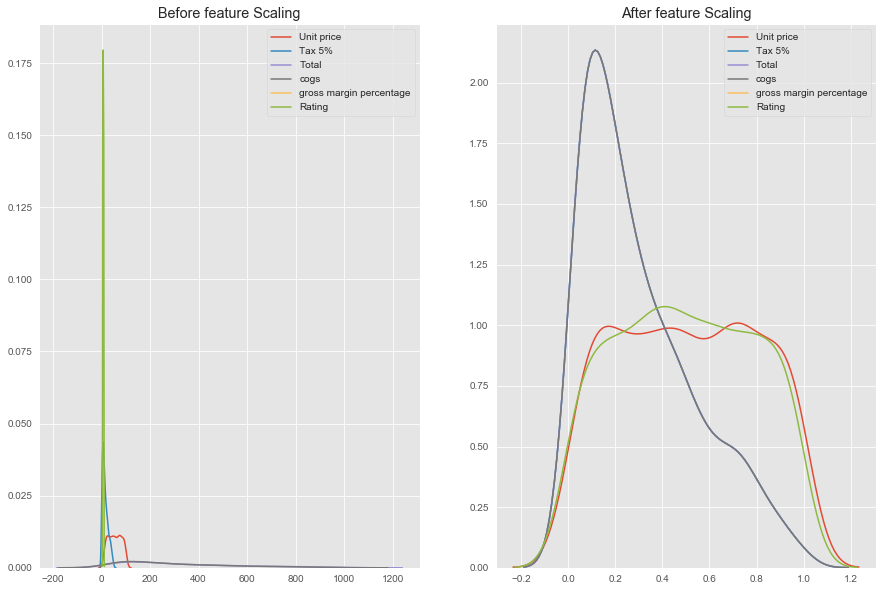 Before feature Scaling
Unit price
Tax 5%
Total
cogs
gross margin percentage
Rating
0.175
0.150
0.125
0.100
0.075
0.050
0.025
0.000
−200
0
200
400
600
800
1000
1200
After feature Scaling
Unit price
Tax 5%
Total
cogs
gross margin percentage
Rating
2.00
1.75
1.50
1.25
1.00
0.75
0.50
0.25
0.00
−0.2
0.0
0.2
0.4
0.6
0.8
1.0
1.2